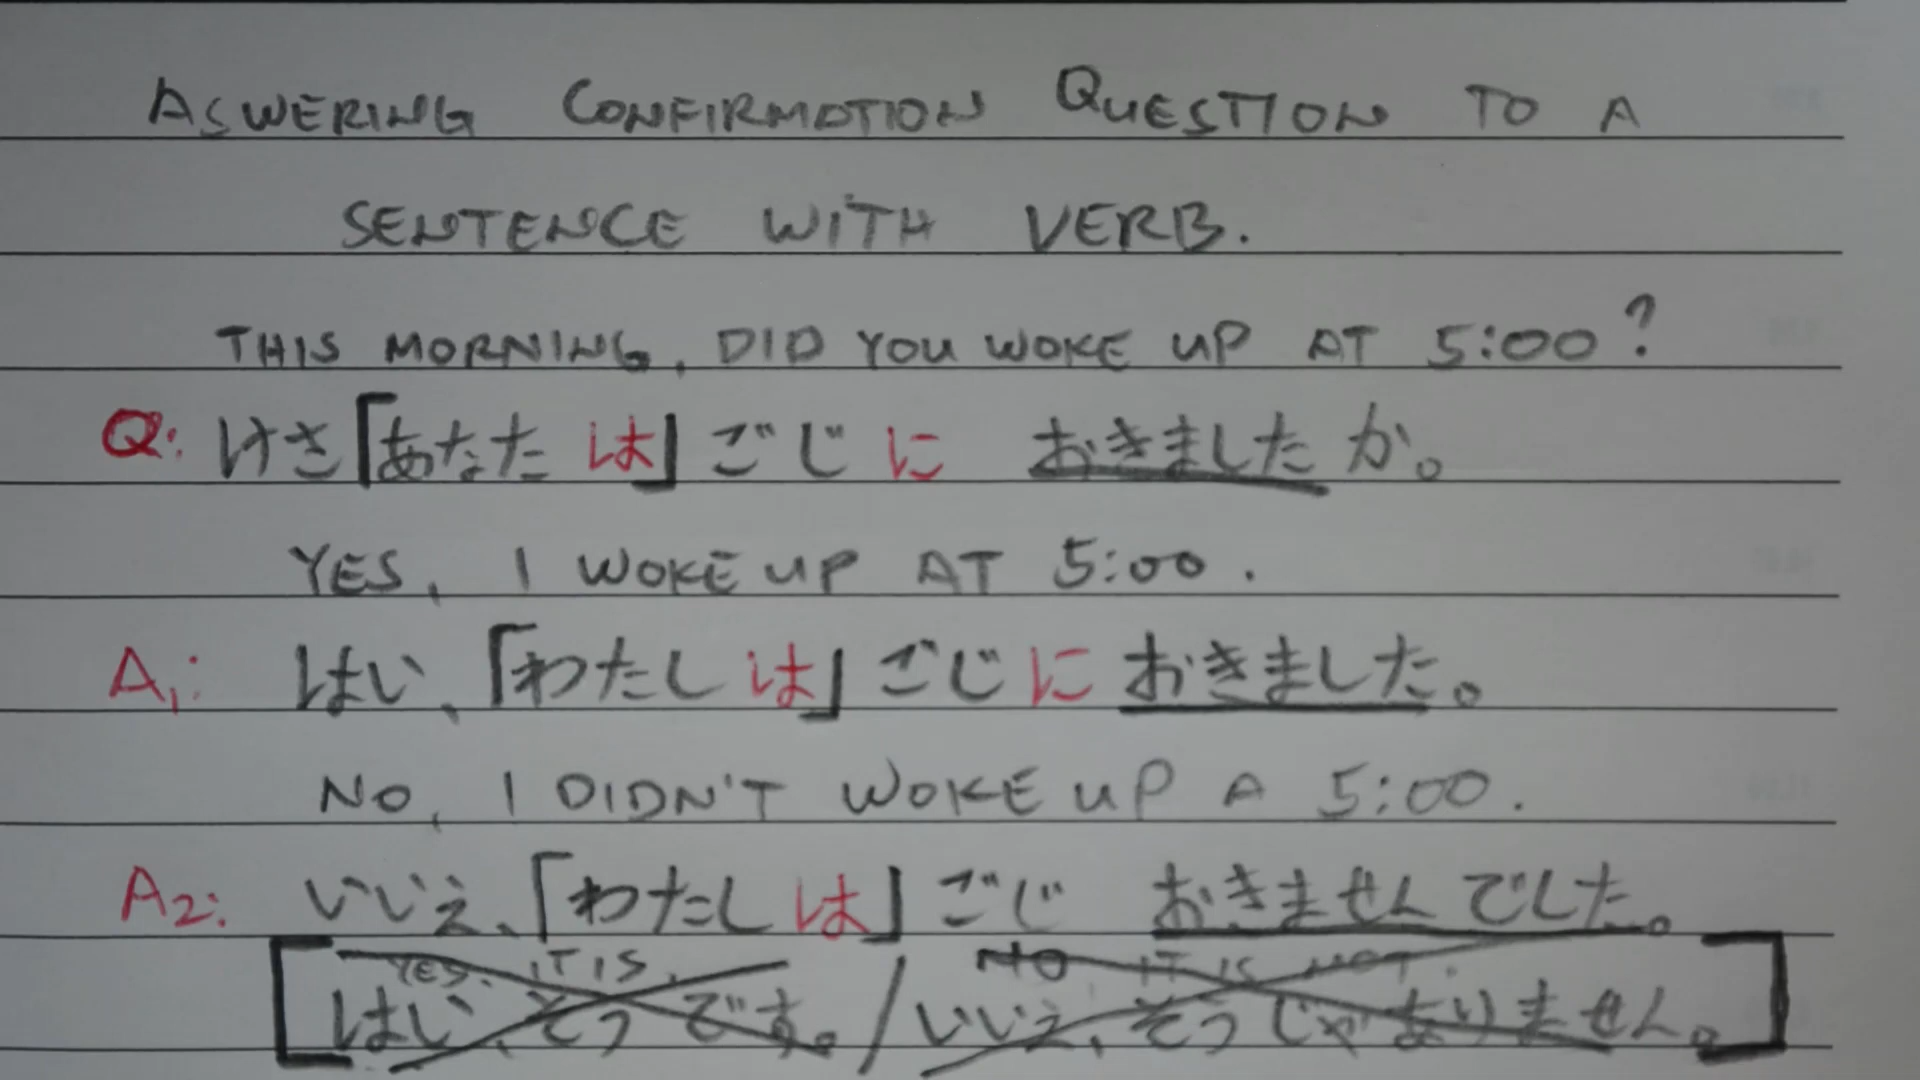 ASWERING CONFIRMATION QUESTION TO A
SENTENCE WITH VERB.
THIS MORNING, DID YOU WOKE UP AT 5:00?
Q: けさ「あなたは」ごじに おきましたか。
YES, I WOKE UP AT 5:00.
A1: はい、「わたしは」ごじに おきました。
NO, I DIDN'T WOKE UP A 5:00.
A2: いいえ、「わたしは」ごじ おきませんでした。
YES. IT IS. NO IT IS NOT.
[はい、そうです。/いいえ、そうじゃありません。]